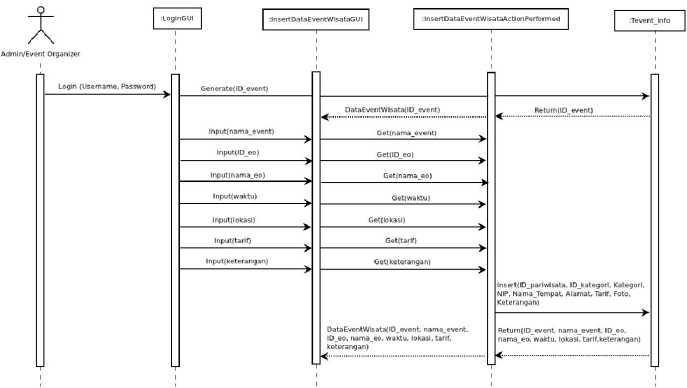 :LoginGUI
:InsertDataEventWisataGUI
:InsertDataEventWisataActionPerformed
:Tevent_Info
Admin/Event Organizer
Login (Username, Password)
Generate(ID_event)
DataEventWisata(ID_event)
Return(ID_event)
Input(nama_event)
Get(nama_event)
Input(ID_eo)
Get(ID_eo)
Input(nama_eo)
Get(nama_eo)
Input(waktu)
Get(waktu)
Input(lokasi)
Get(lokasi)
Input(tarif)
Get(tarif)
Input(keterangan)
Get(keterangan)
Insert(ID_pariwisata, ID_kategori, Kategori,
NIP, Nama_Tempat, Alamat, Tarif, Foto,
Keterangan)
DataEventWisata(ID_event, nama_event,
ID_eo, nama_eo, waktu, lokasi, tarif,
keterangan)
Return(ID_event, nama_event, ID_eo,
nama_eo, waktu, lokasi, tarif,keterangan)